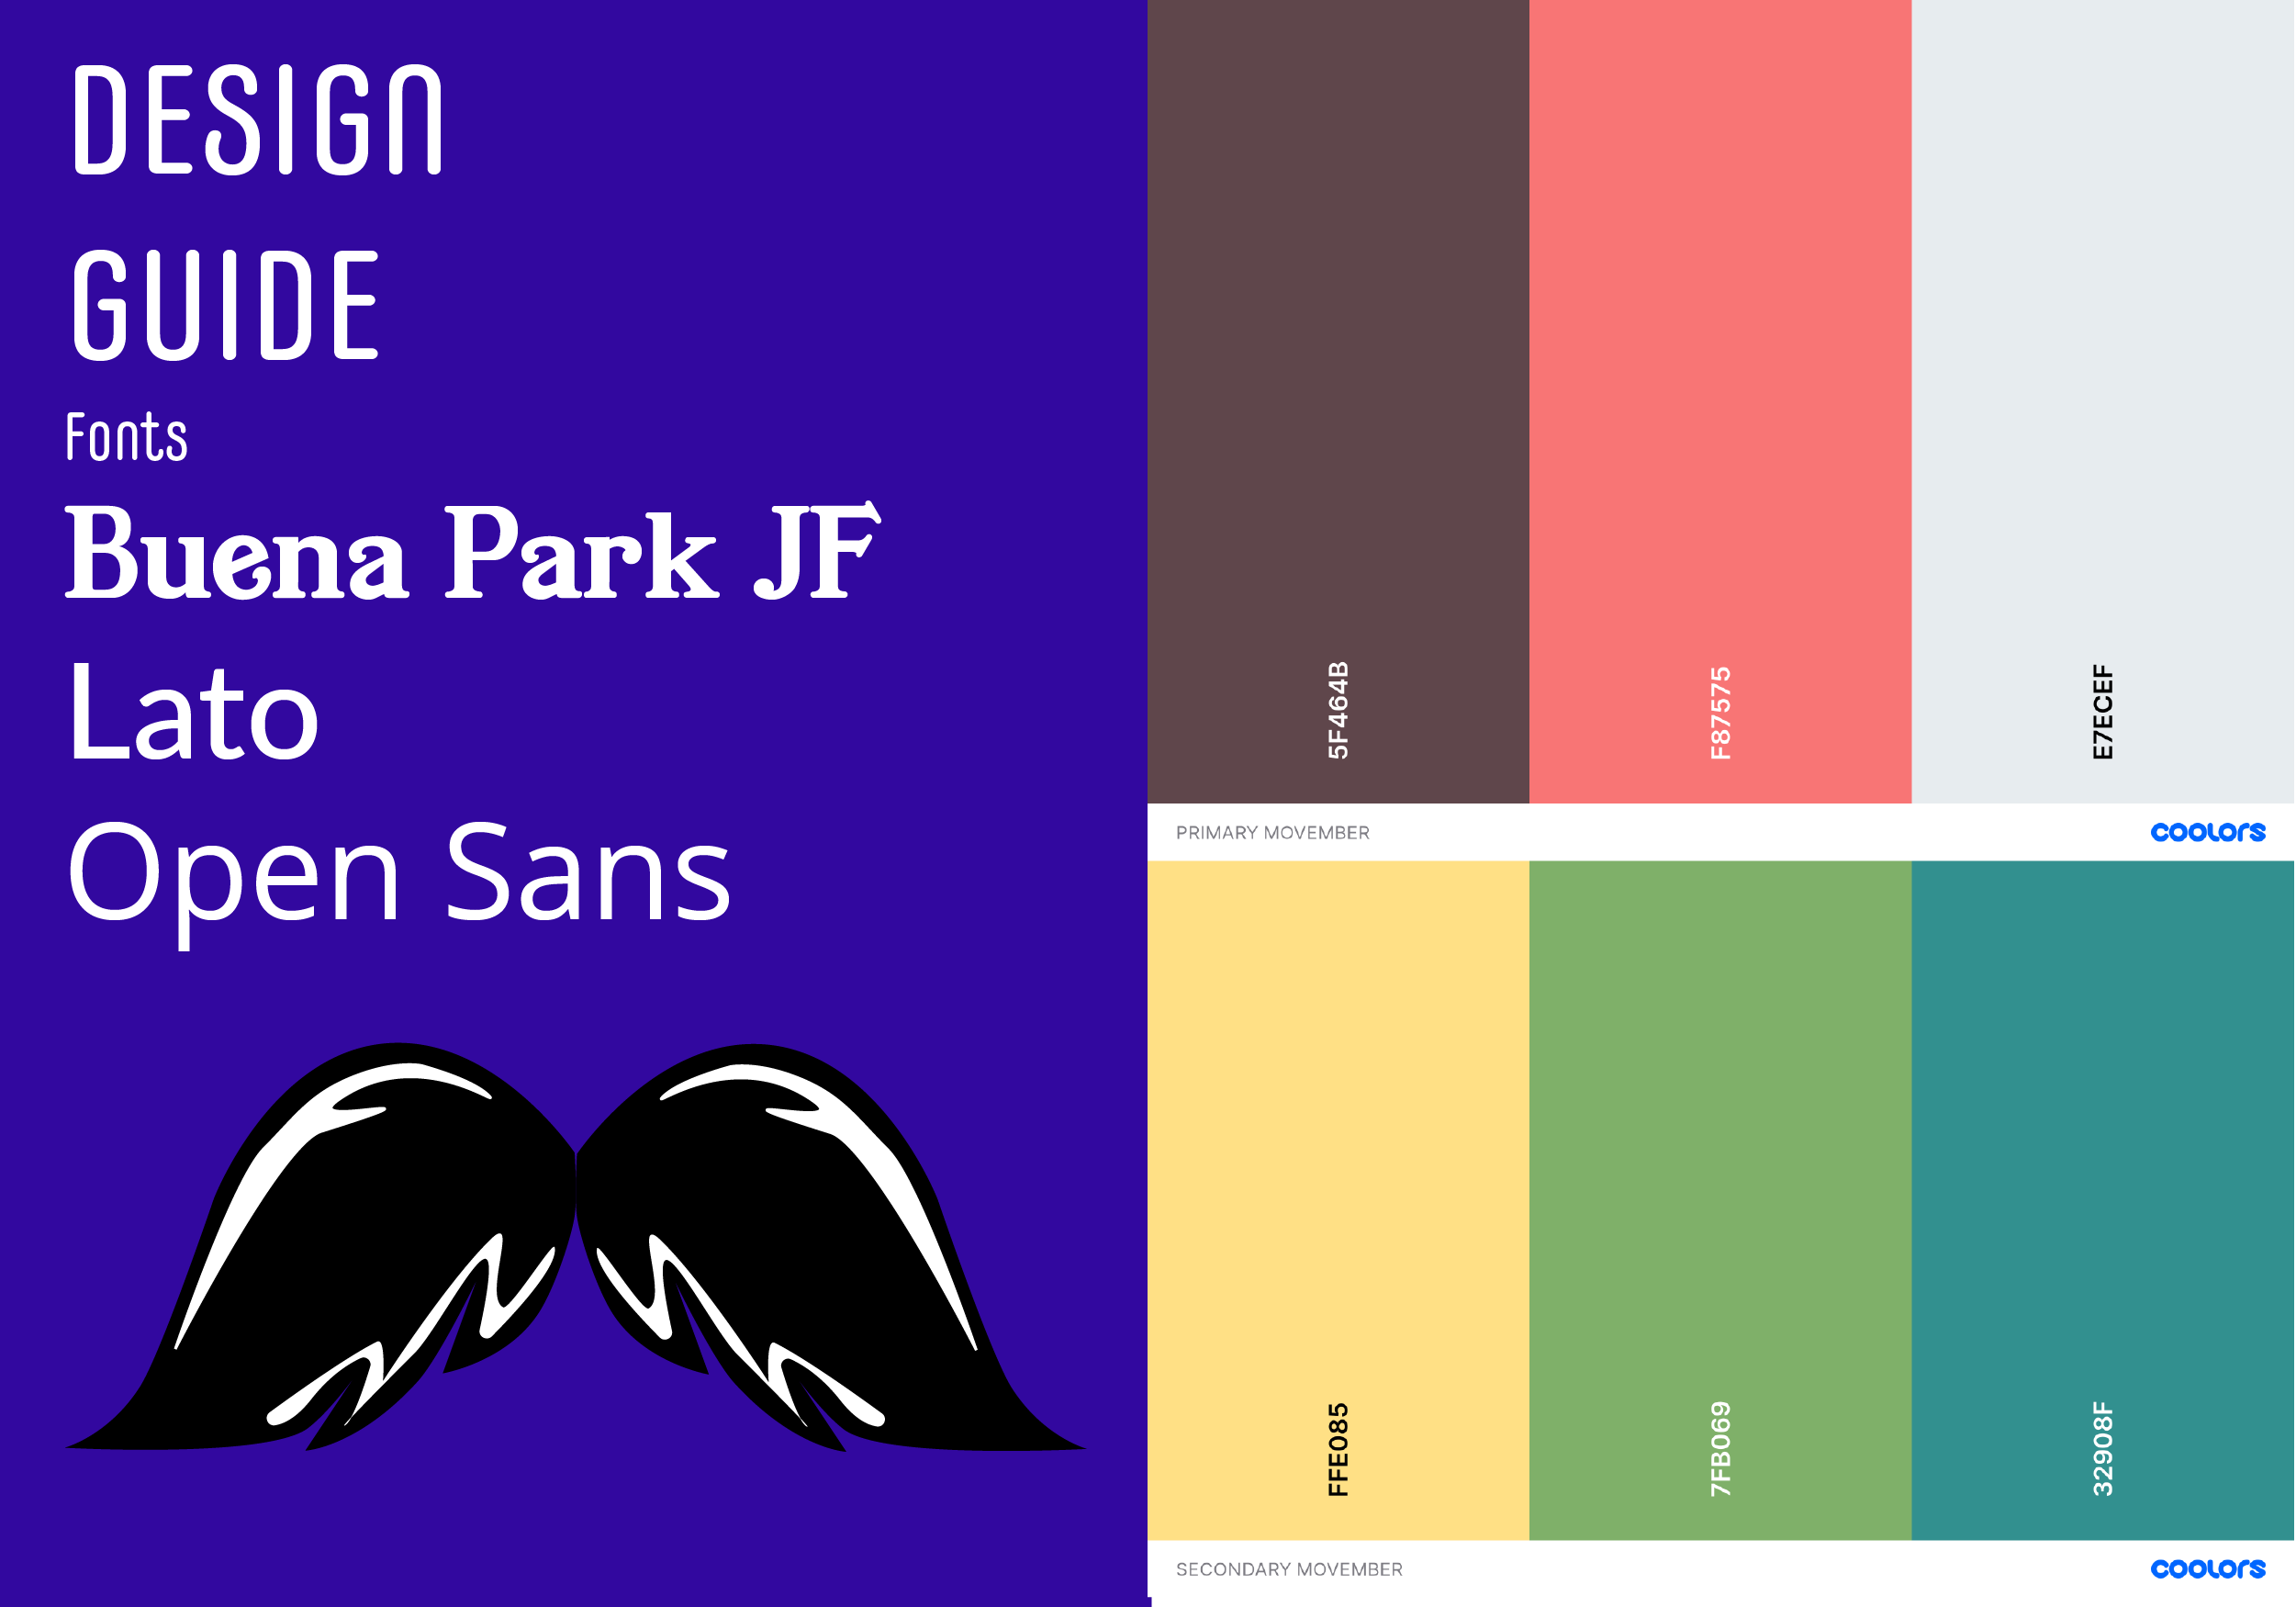 DESIGN
GUIDE
Fonts
Buena Park JF
Lato
Open Sans
5F464B
F87575
E7ECEF
PRIMARY MOVEMBER
coolors
FFE085
7FB069
32908F
SECONDARY MOVEMBER
coolors